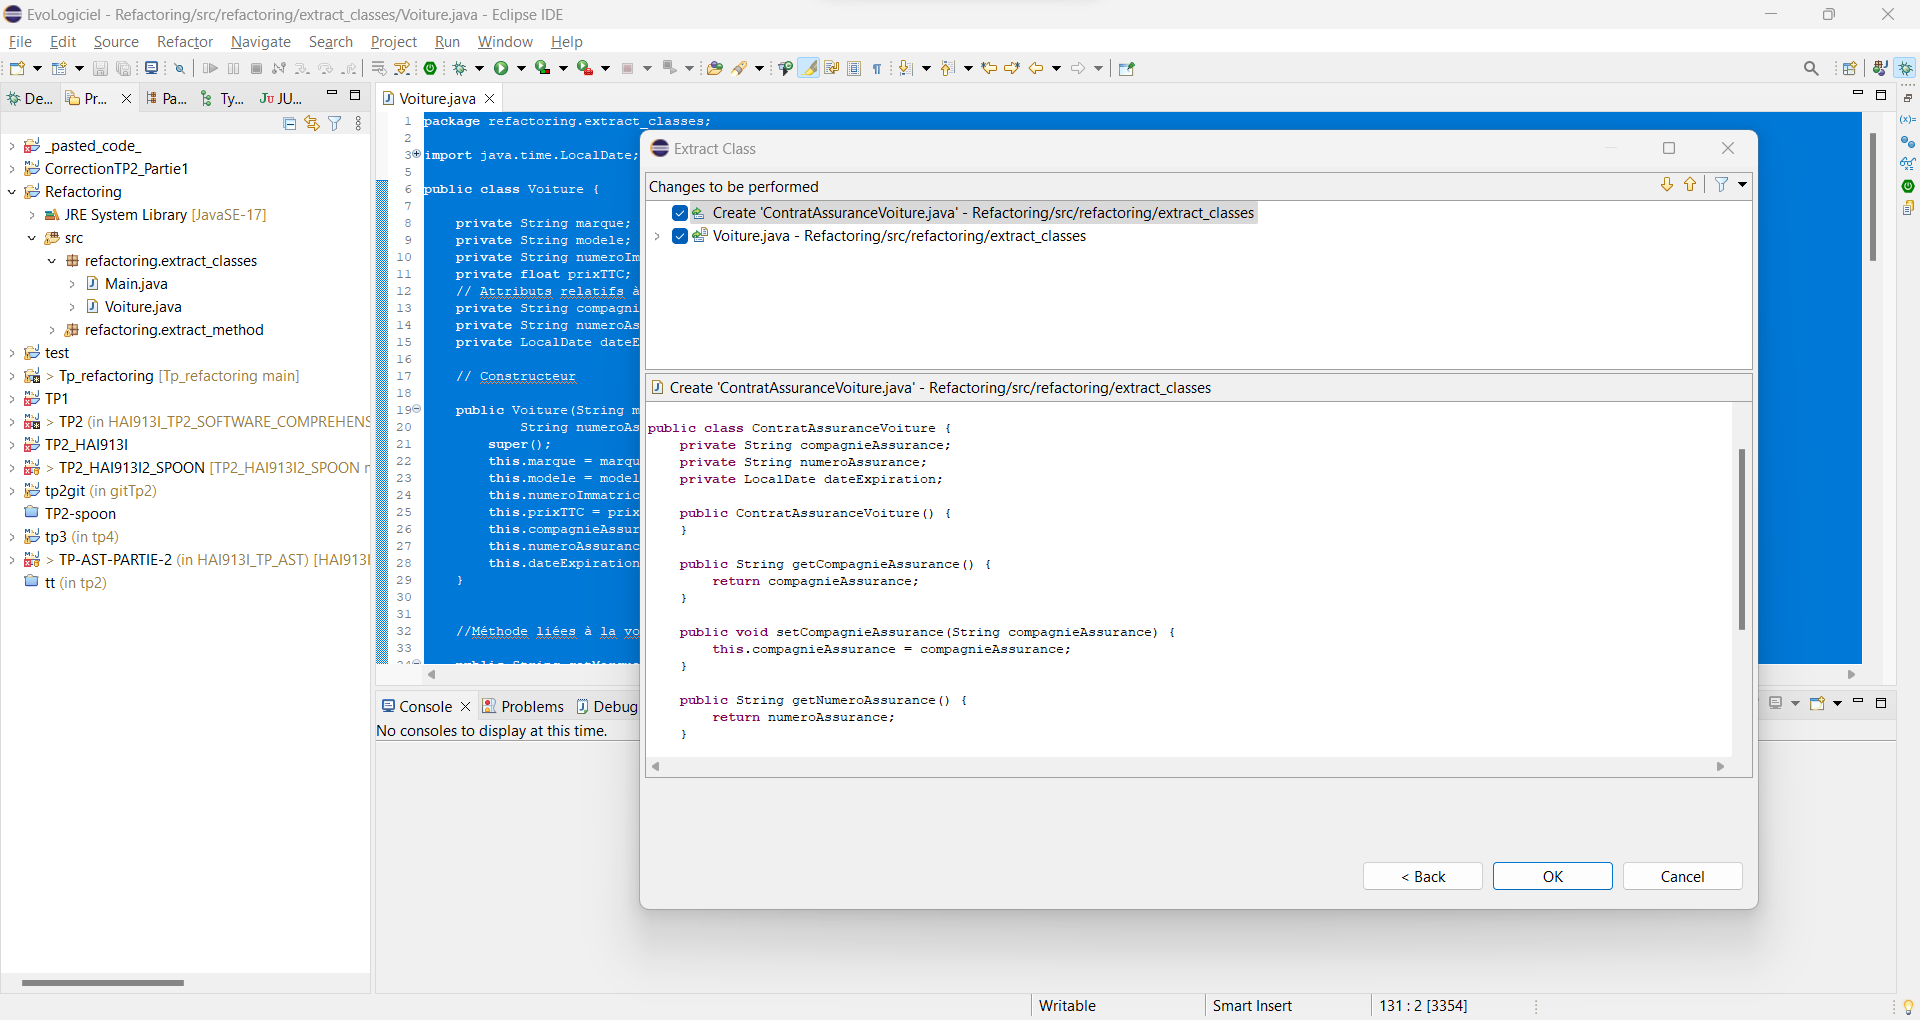 EvoLogiciel - Refactoring/src/refactoring/extract_classes/Voiture.java - Eclipse IDE
File Edit Source Refactor Navigate Search Project Run Window Help
De... Pr... Pa... Ty... JU...
_pasted_code_
CorrectionTP2_Partie1
Refactoring
JRE System Library [JavaSE-17]
src
refactoring.extract_classes
Main.java
Voiture.java
refactoring.extract_method
test
> Tp_refactoring [Tp_refactoring main]
TP1
> TP2 (in HAI913I_TP2_SOFTWARE_COMPREHENS
TP2_HAI913I
> TP2_HAI913I2_SPOON [TP2_HAI913I2_SPOON
tp2git (in gitTp2)
TP2-spoon
tp3 (in tp4)
> TP-AST-PARTIE-2 (in HAI913I_TP_AST) [HAI913I
tt (in tp2)
Voiture.java
1 package refactoring.extract_classes;
2
3 import java.time.LocalDate;
5
6 public class Voiture {
7
8 private String marque;
9 private String modele;
10 private String numeroIm
11 private float prixTTC;
12 // Attributs relatifs à
13 private String compagni
14 private String numeroAs
15 private LocalDate dateE
16
17 // Constructeur
18
19 public Voiture(String m
20 String numeroAs
21 super();
22 this.marque = marqu
23 this.modele = model
24 this.numeroImmatric
25 this.prixTTC = prix
26 this.compagnieAssur
27 this.numeroAssuranc
28 this.dateExpiration
29 }
30
31
32 //Méthode liées à la vo
33
Extract Class
Changes to be performed
Create 'ContratAssuranceVoiture.java' - Refactoring/src/refactoring/extract_classes
Voiture.java - Refactoring/src/refactoring/extract_classes
Create 'ContratAssuranceVoiture.java' - Refactoring/src/refactoring/extract_classes
public class ContratAssuranceVoiture {
private String compagnieAssurance;
private String numeroAssurance;
private LocalDate dateExpiration;
public ContratAssuranceVoiture() {
}
public String getCompagnieAssurance() {
return compagnieAssurance;
}
public void setCompagnieAssurance(String compagnieAssurance) {
this.compagnieAssurance = compagnieAssurance;
}
public String getNumeroAssurance() {
return numeroAssurance;
}
< Back OK Cancel
Console Problems Debug
No consoles to display at this time.
Writable Smart Insert 131 : 2 [3354]